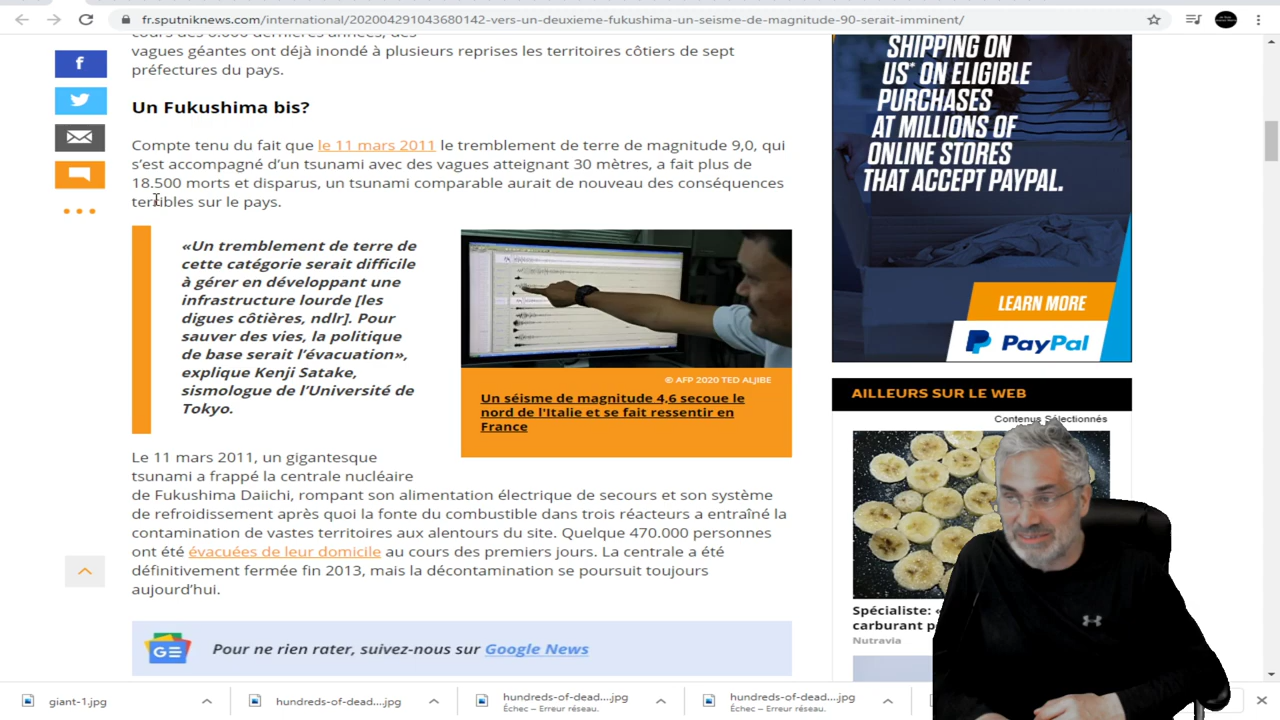 fr.sputniknews.com/international/202004291043680142-vers-un-deuxieme-fukushima-un-seisme-de-magnitude-90-serait-imminent/
cours des 6.000 dernières années, des
vagues géantes ont déjà inondé à plusieurs reprises les territoires côtiers de sept
préfectures du pays.
Un Fukushima bis?
Compte tenu du fait que le 11 mars 2011 le tremblement de terre de magnitude 9,0, qui
s'est accompagné d'un tsunami avec des vagues atteignant 30 mètres, a fait plus de
18.500 morts et disparus, un tsunami comparable aurait de nouveau des conséquences
terribles sur le pays.
«Un tremblement de terre de
cette catégorie serait difficile
à gérer en développant une
infrastructure lourde [les
digues côtières, ndlr]. Pour
sauver des vies, la politique
de base serait l'évacuation»,
explique Kenji Satake,
sismologue de l'Université de
Tokyo.
© AFP 2020 TED ALJIBE
Un séisme de magnitude 4,6 secoue le
nord de l'Italie et se fait ressentir en
France
Le 11 mars 2011, un gigantesque
tsunami a frappé la centrale nucléaire
de Fukushima Daiichi, rompant son alimentation électrique de secours et son système
de refroidissement après quoi la fonte du combustible dans trois réacteurs a entraîné la
contamination de vastes territoires aux alentours du site. Quelque 470.000 personnes
ont été évacuées de leur domicile au cours des premiers jours. La centrale a été
définitivement fermée fin 2013, mais la décontamination se poursuit toujours
aujourd'hui.
Pour ne rien rater, suivez-nous sur Google News
SHIPPING ON
US* ON ELIGIBLE
PURCHASES
AT MILLIONS OF
ONLINE STORES
THAT ACCEPT PAYPAL.
LEARN MORE
PayPal
AILLEURS SUR LE WEB
Contenus Sélectionnés
Spécialiste:
carburant
Nutravia
giant-1.jpg
hundreds-of-dead....jpg
hundreds-of-dead....jpg
Échec – Erreur réseau.
hundreds-of-dead....jpg
Échec – Erreur réseau.